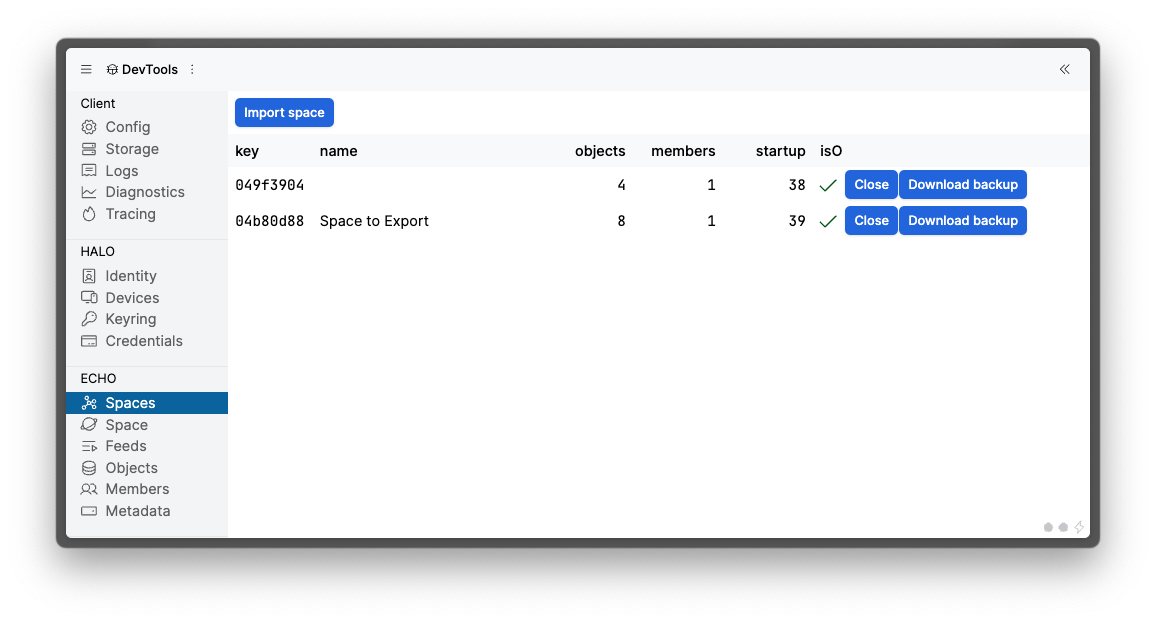 DevTools
Client
Config
Storage
Logs
Diagnostics
Tracing
HALO
Identity
Devices
Keyring
Credentials
ECHO
Spaces
Space
Feeds
Objects
Members
Metadata
Import space
key name objects members startup isO
049f3904 4 1 38 Close Download backup
04b80d88 Space to Export 8 1 39 Close Download backup